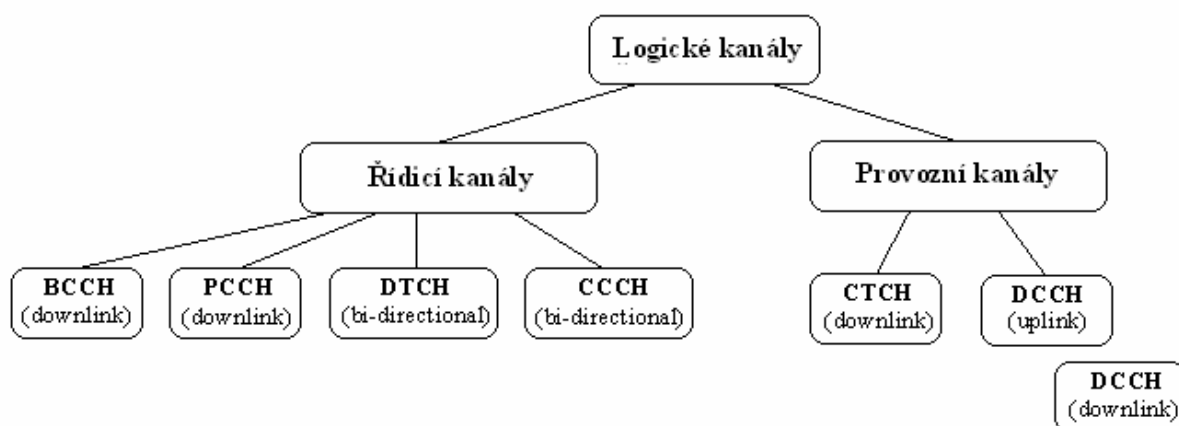 Logické kanály
Řídicí kanály
Provozní kanály
BCCH
(downlink)
PCCH
(downlink)
DTCH
(bi-directional)
CCCH
(bi-directional)
CTCH
(downlink)
DCCH
(uplink)
DCCH
(downlink)